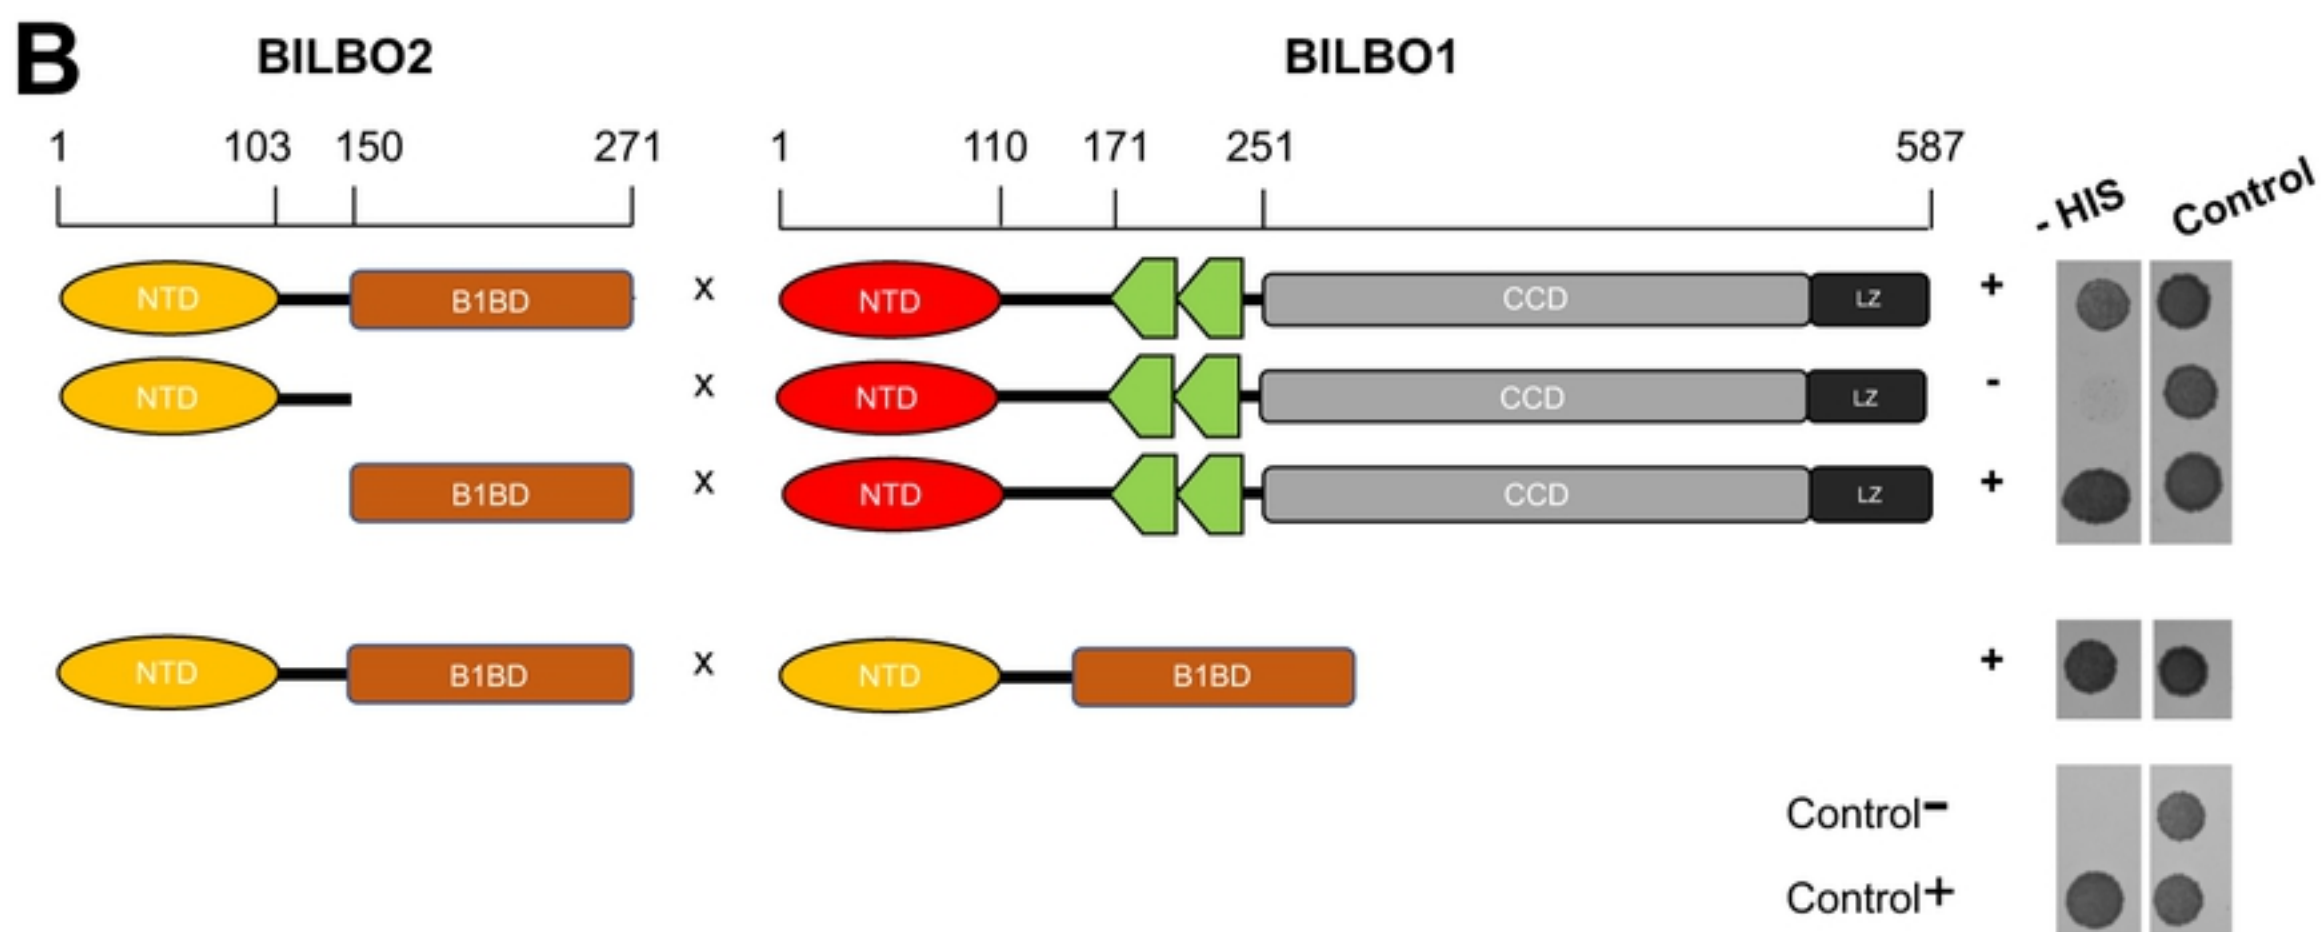 B
BILBO2 BILBO1
1 103 150 271 1 110 171 251 587
- HIS Control
NTD B1BD x NTD CCD LZ +
NTD x NTD CCD LZ -
B1BD x NTD CCD LZ +
NTD B1BD x NTD B1BD +
Control-
Control+